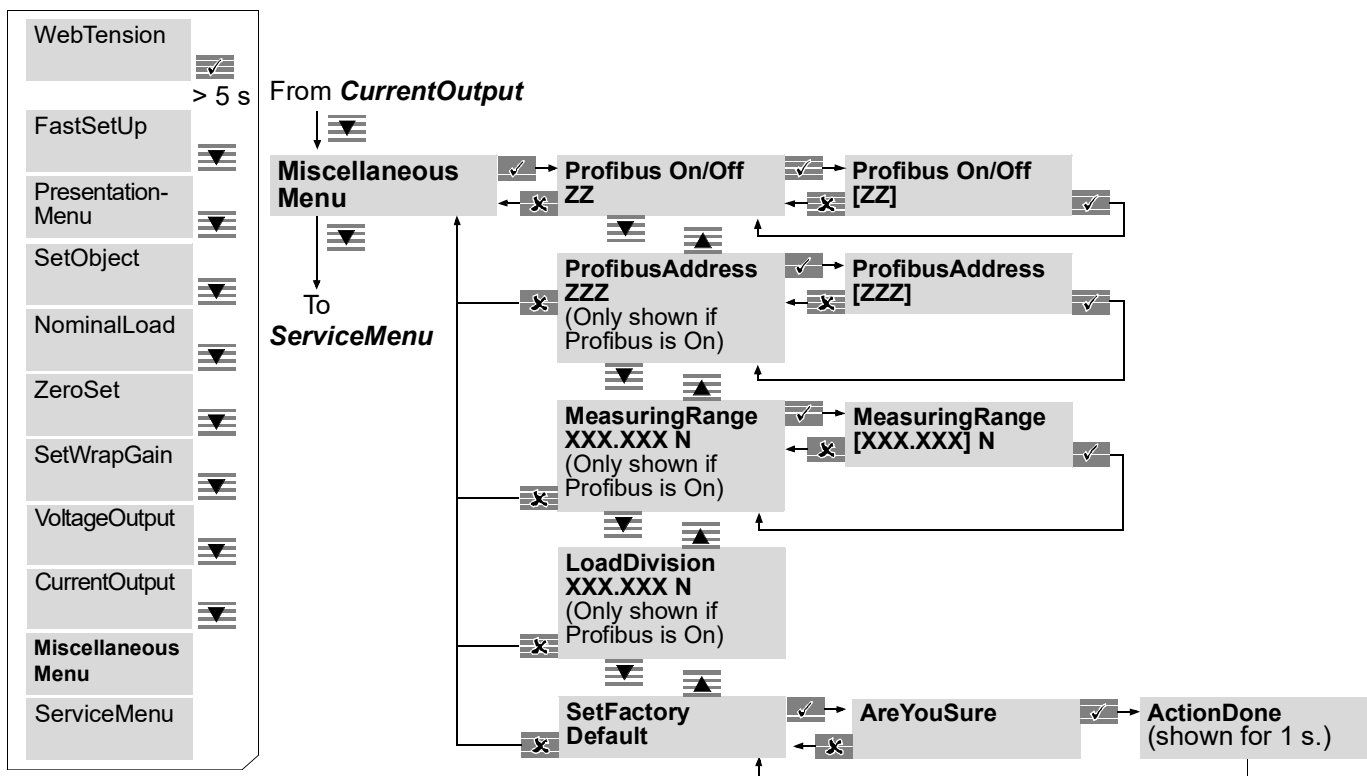 WebTension
> 5 s
FastSetUp
Presentation-
Menu
SetObject
NominalLoad
ZeroSet
SetWrapGain
VoltageOutput
CurrentOutput
Miscellaneous
Menu
ServiceMenu
From CurrentOutput
Miscellaneous
Menu
To
ServiceMenu
Profibus On/Off
ZZ
Profibus On/Off
[ZZ]
ProfibusAddress
ZZZ
(Only shown if
Profibus is On)
ProfibusAddress
[ZZZ]
MeasuringRange
XXX.XXX N
(Only shown if
Profibus is On)
MeasuringRange
[XXX.XXX] N
LoadDivision
XXX.XXX N
(Only shown if
Profibus is On)
SetFactory
Default
AreYouSure
ActionDone
(shown for 1 s.)